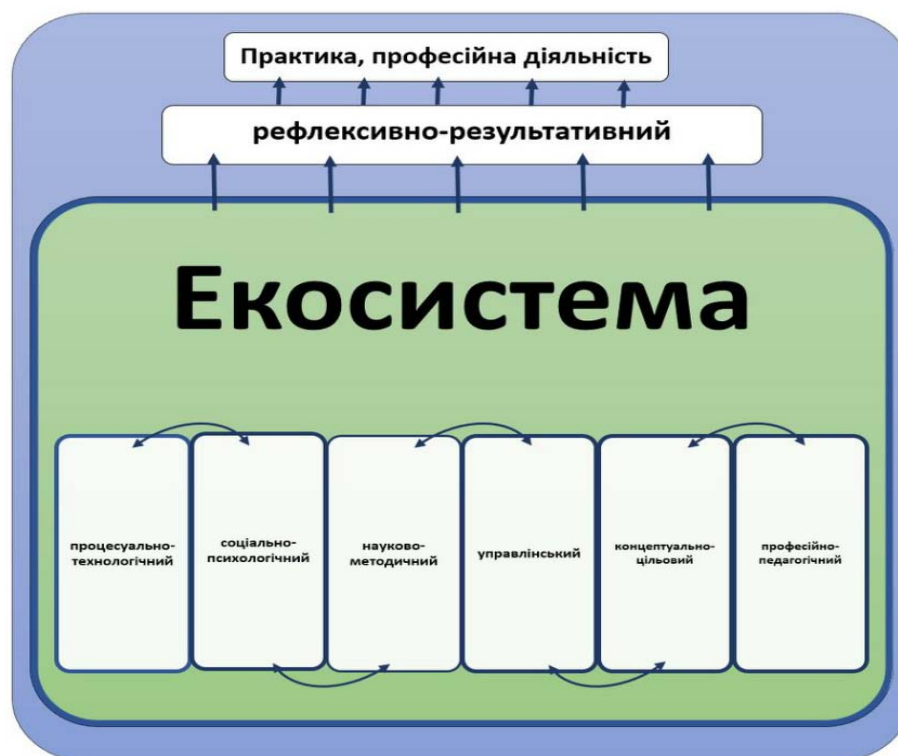 Практика, професійна діяльність
рефлексивно-результативний
Екосистема
процесуально-
технологічний
соціально-
психологічний
науково-
методичний
управлінський
концептуально-
цільовий
професійно-
педагогічний